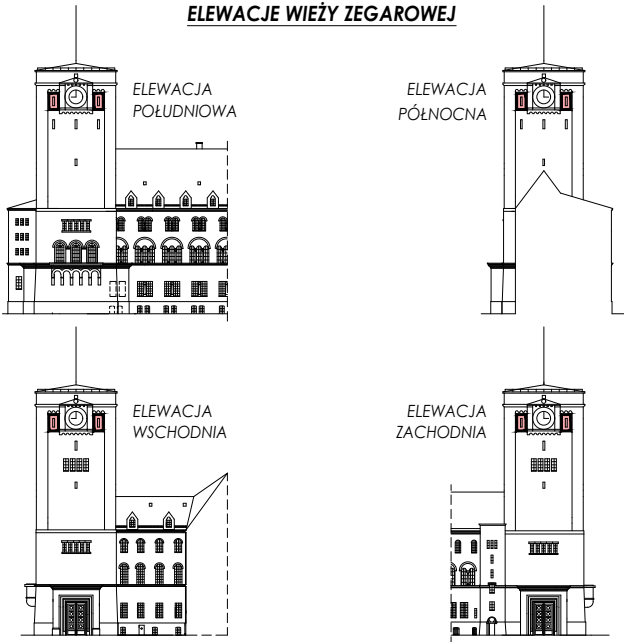 ELEWACJE WIEŻY ZEGAROWEJ
ELEWACJA
POŁUDNIOWA
ELEWACJA
PÓŁNOCNA
ELEWACJA
WSCHODNIA
ELEWACJA
ZACHODNIA